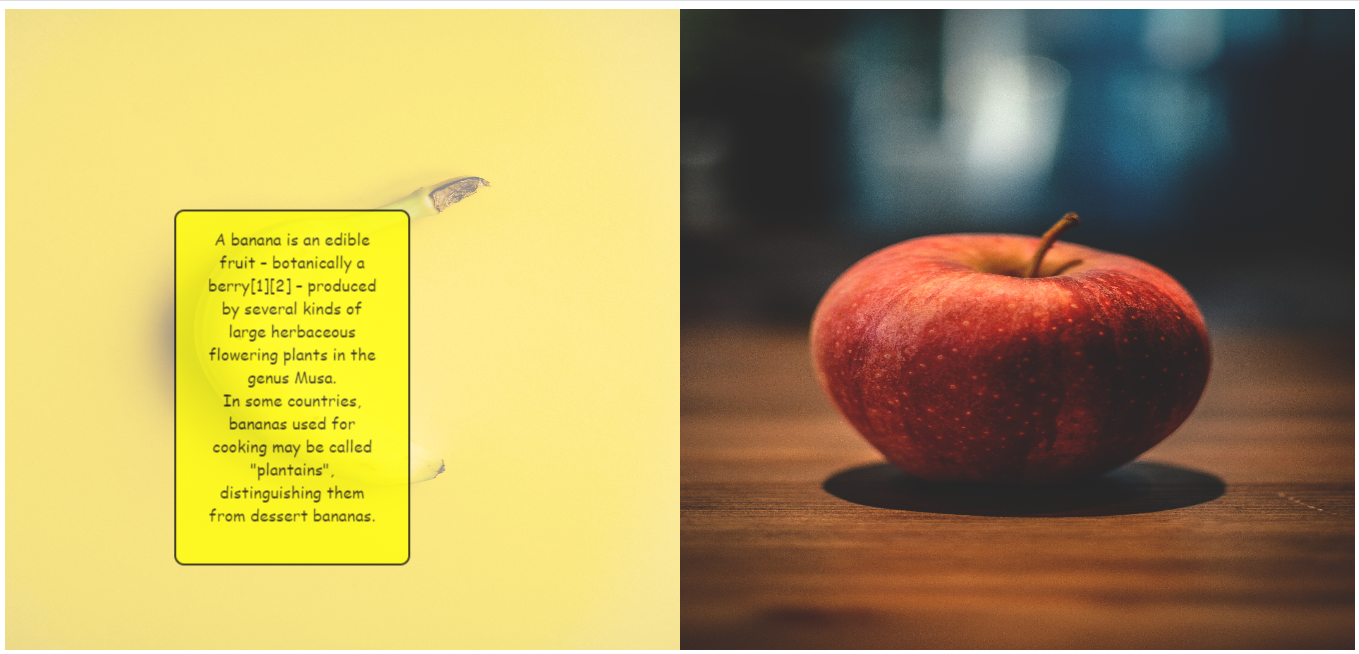 A banana is an edible
fruit – botanically a
berry[1][2] – produced
by several kinds of
large herbaceous
flowering plants in the
genus Musa.
In some countries,
bananas used for
cooking may be called
"plantains",
distinguishing them
from dessert bananas.